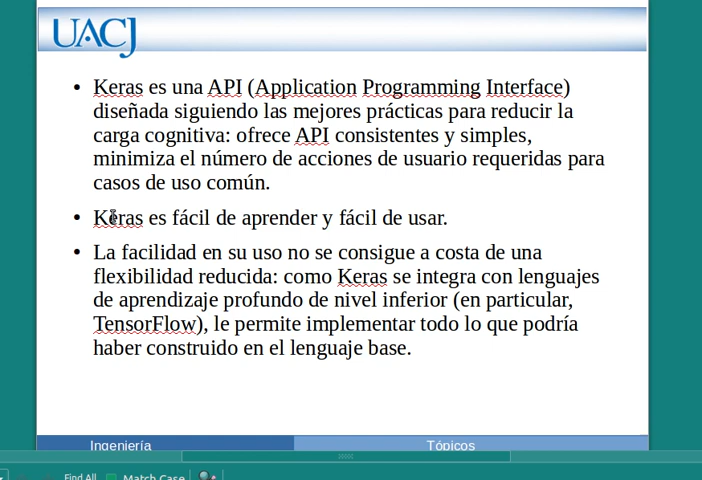 UACJ
• Keras es una API (Application Programming Interface)
diseñada siguiendo las mejores prácticas para reducir la
carga cognitiva: ofrece API consistentes y simples,
minimiza el número de acciones de usuario requeridas para
casos de uso común.
• Keras es fácil de aprender y fácil de usar.
• La facilidad en su uso no se consigue a costa de una
flexibilidad reducida: como Keras se integra con lenguajes
de aprendizaje profundo de nivel inferior (en particular,
TensorFlow), le permite implementar todo lo que podría
haber construido en el lenguaje base.
Ingeniería Tópicos
Find All Match Case